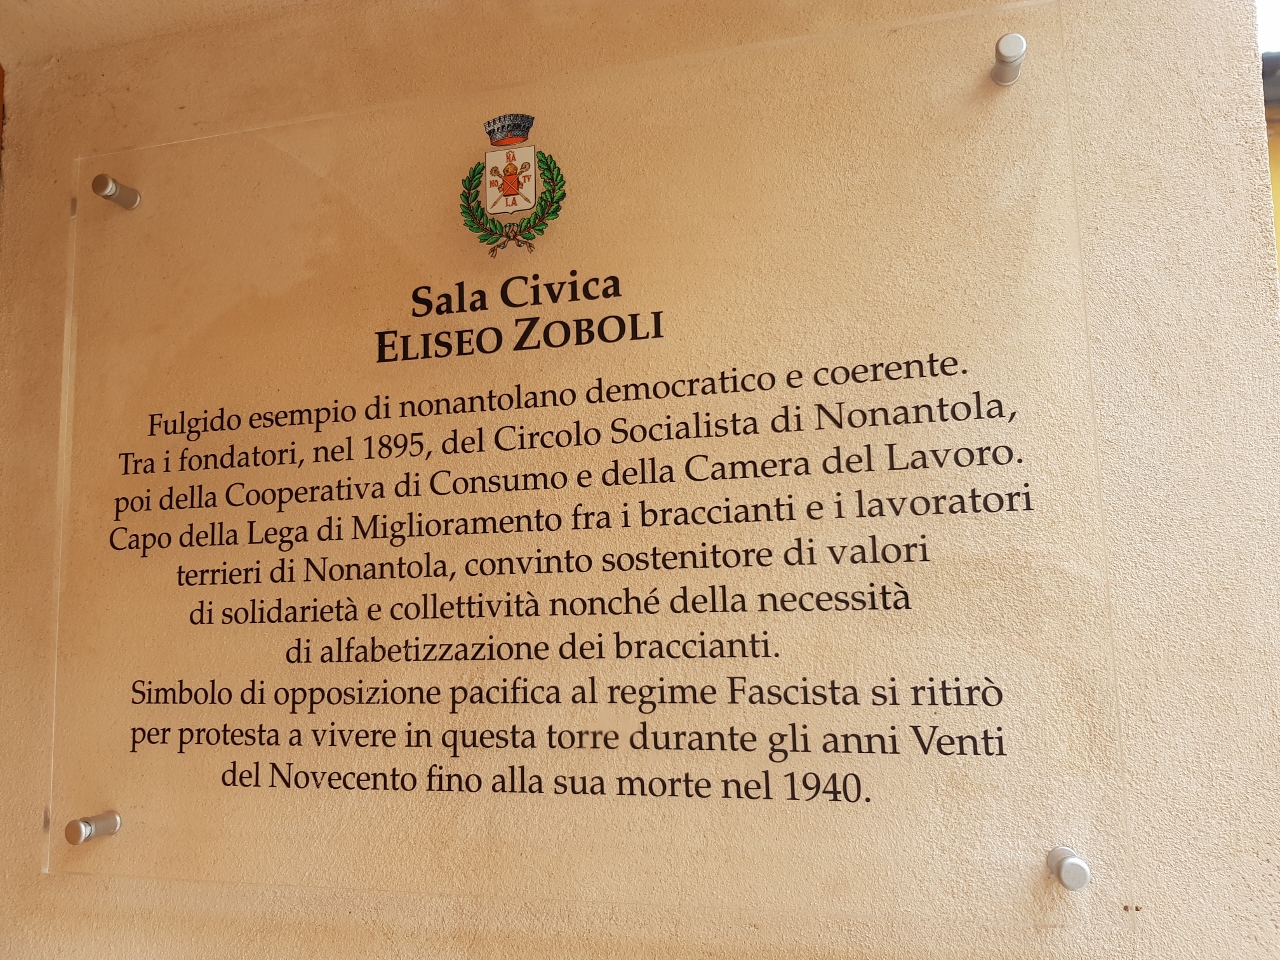 NA
NO TV
LA
Sala Civica
ELISEO ZOBOLI
Fulgido esempio di nonantolano democratico e coerente.
Tra i fondatori, nel 1895, del Circolo Socialista di Nonantola,
poi della Cooperativa di Consumo e della Camera del Lavoro.
Capo della Lega di Miglioramento fra i braccianti e i lavoratori
terrieri di Nonantola, convinto sostenitore di valori
di solidarietà e collettività nonché della necessità
di alfabetizzazione dei braccianti.
Simbolo di opposizione pacifica al regime Fascista si ritirò
per protesta a vivere in questa torre durante gli anni Venti
del Novecento fino alla sua morte nel 1940.